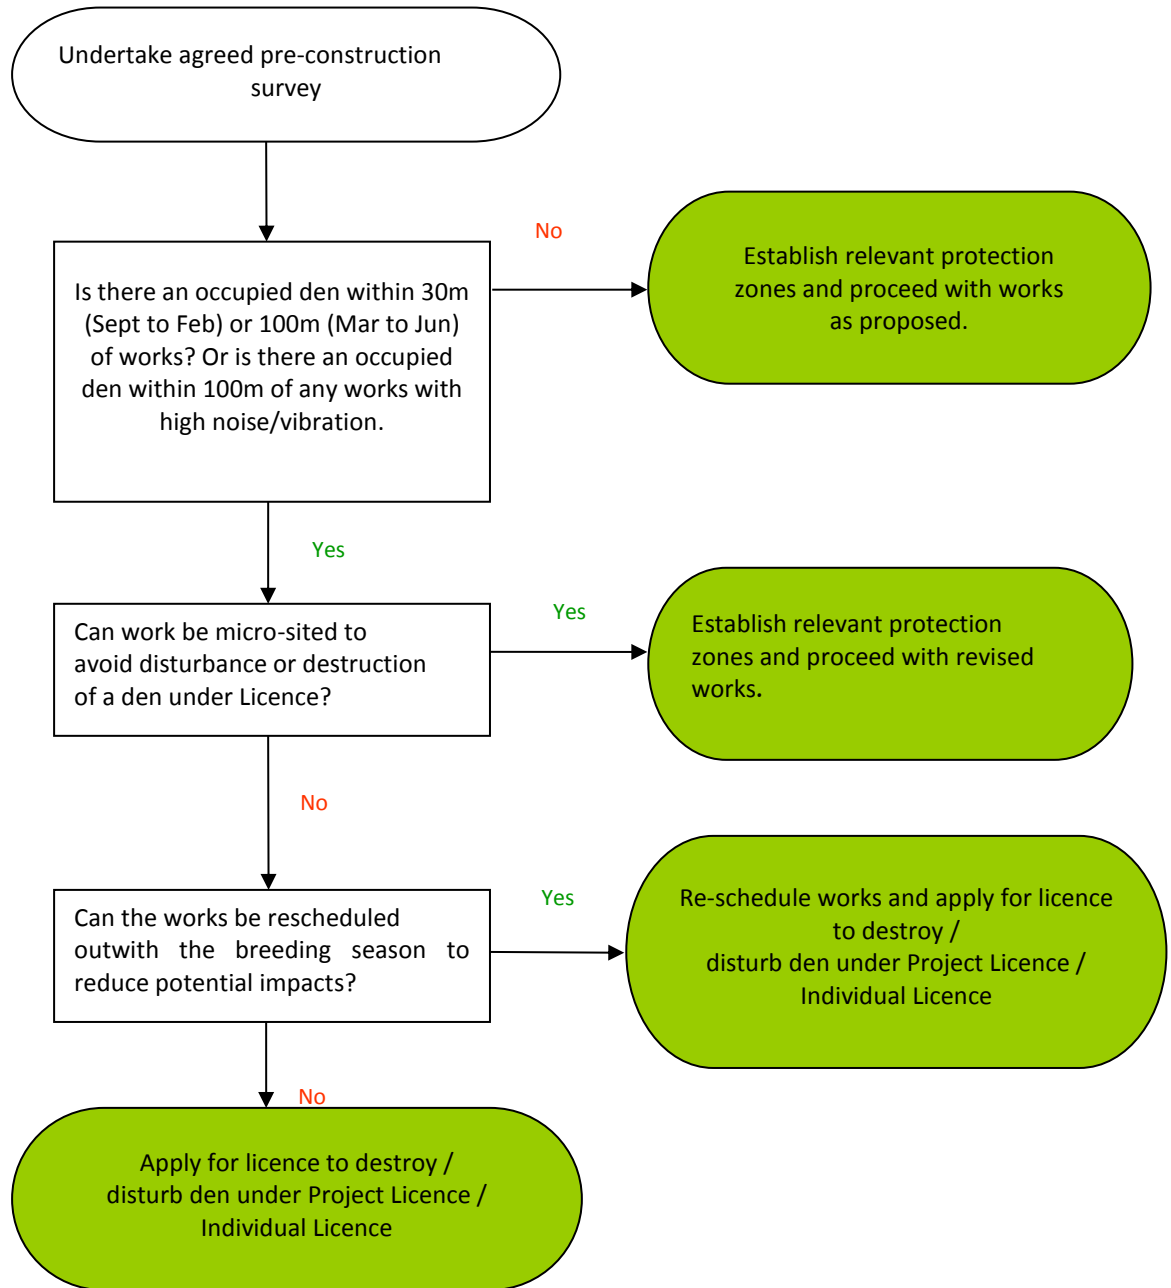 Undertake agreed pre-construction
survey
No
Establish relevant protection
zones and proceed with works
as proposed.
Is there an occupied den within 30m
(Sept to Feb) or 100m (Mar to Jun)
of works? Or is there an occupied
den within 100m of any works with
high noise/vibration.
Yes
Can work be micro-sited to
avoid disturbance or destruction
of a den under Licence?
Yes
Establish relevant protection
zones and proceed with revised
works.
No
Can the works be rescheduled
outwith the breeding season to
reduce potential impacts?
Yes
Re-schedule works and apply for licence
to destroy /
disturb den under Project Licence /
Individual Licence
No
Apply for licence to destroy /
disturb den under Project Licence /
Individual Licence